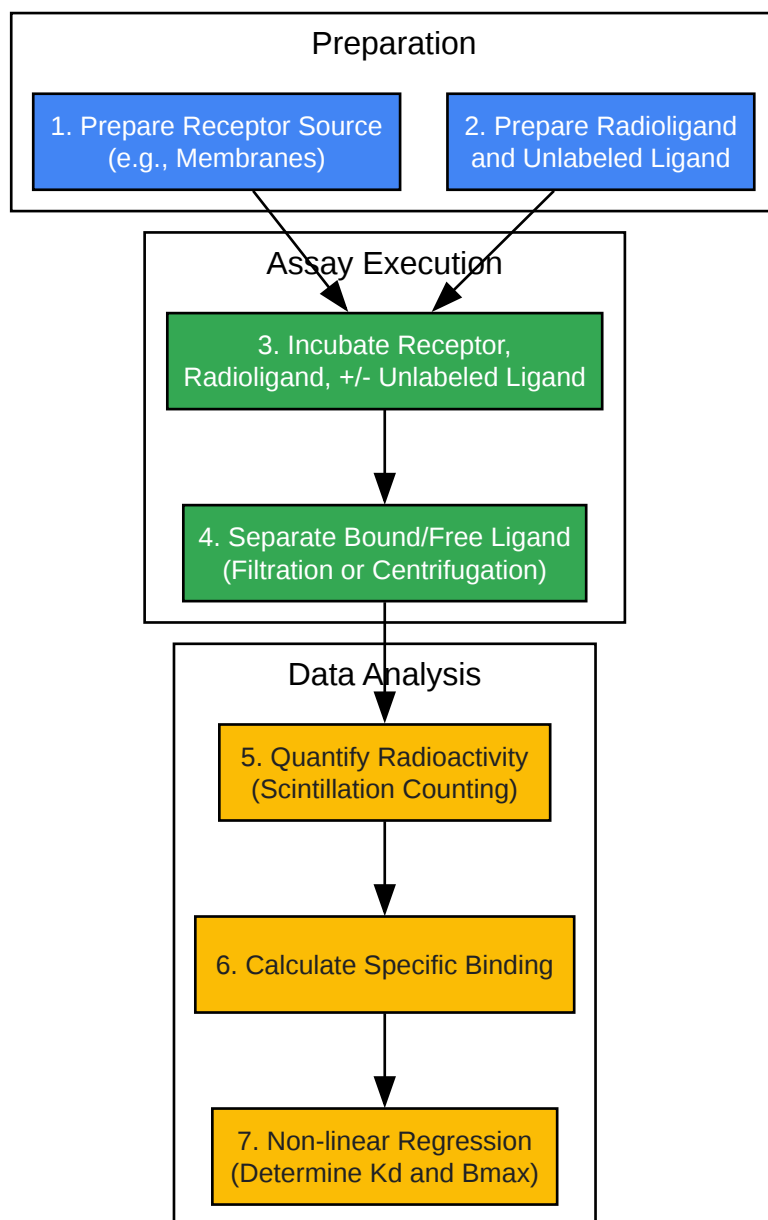 Preparation
1. Prepare Receptor Source
(e.g., Membranes)
2. Prepare Radioligand
and Unlabeled Ligand
Assay Execution
3. Incubate Receptor,
Radioligand, +/- Unlabeled Ligand
4. Separate Bound/Free Ligand
(Filtration or Centrifugation)
Data Analysis
5. Quantify Radioactivity
(Scintillation Counting)
6. Calculate Specific Binding
7. Non-linear Regression
(Determine Kd and Bmax)